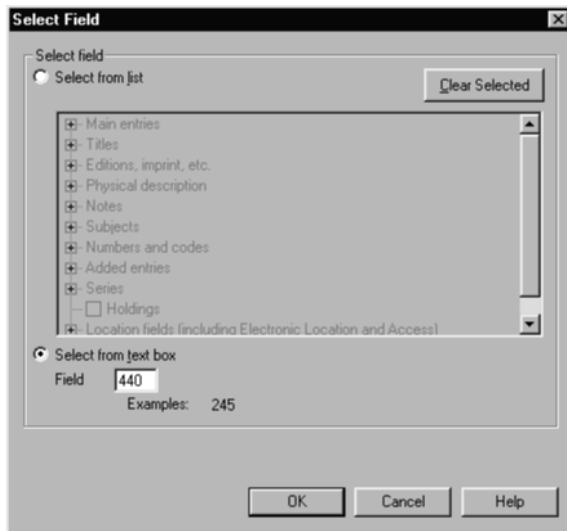 Select Field
Select field
Select from list
Clear Selected
Main entries
Titles
Editions, imprint, etc.
Physical description
Notes
Subjects
Numbers and codes
Added entries
Series
Holdings
Location fields (including Electronic Location and Access)
Select from text box
Field 440
Examples: 245
OK Cancel Help